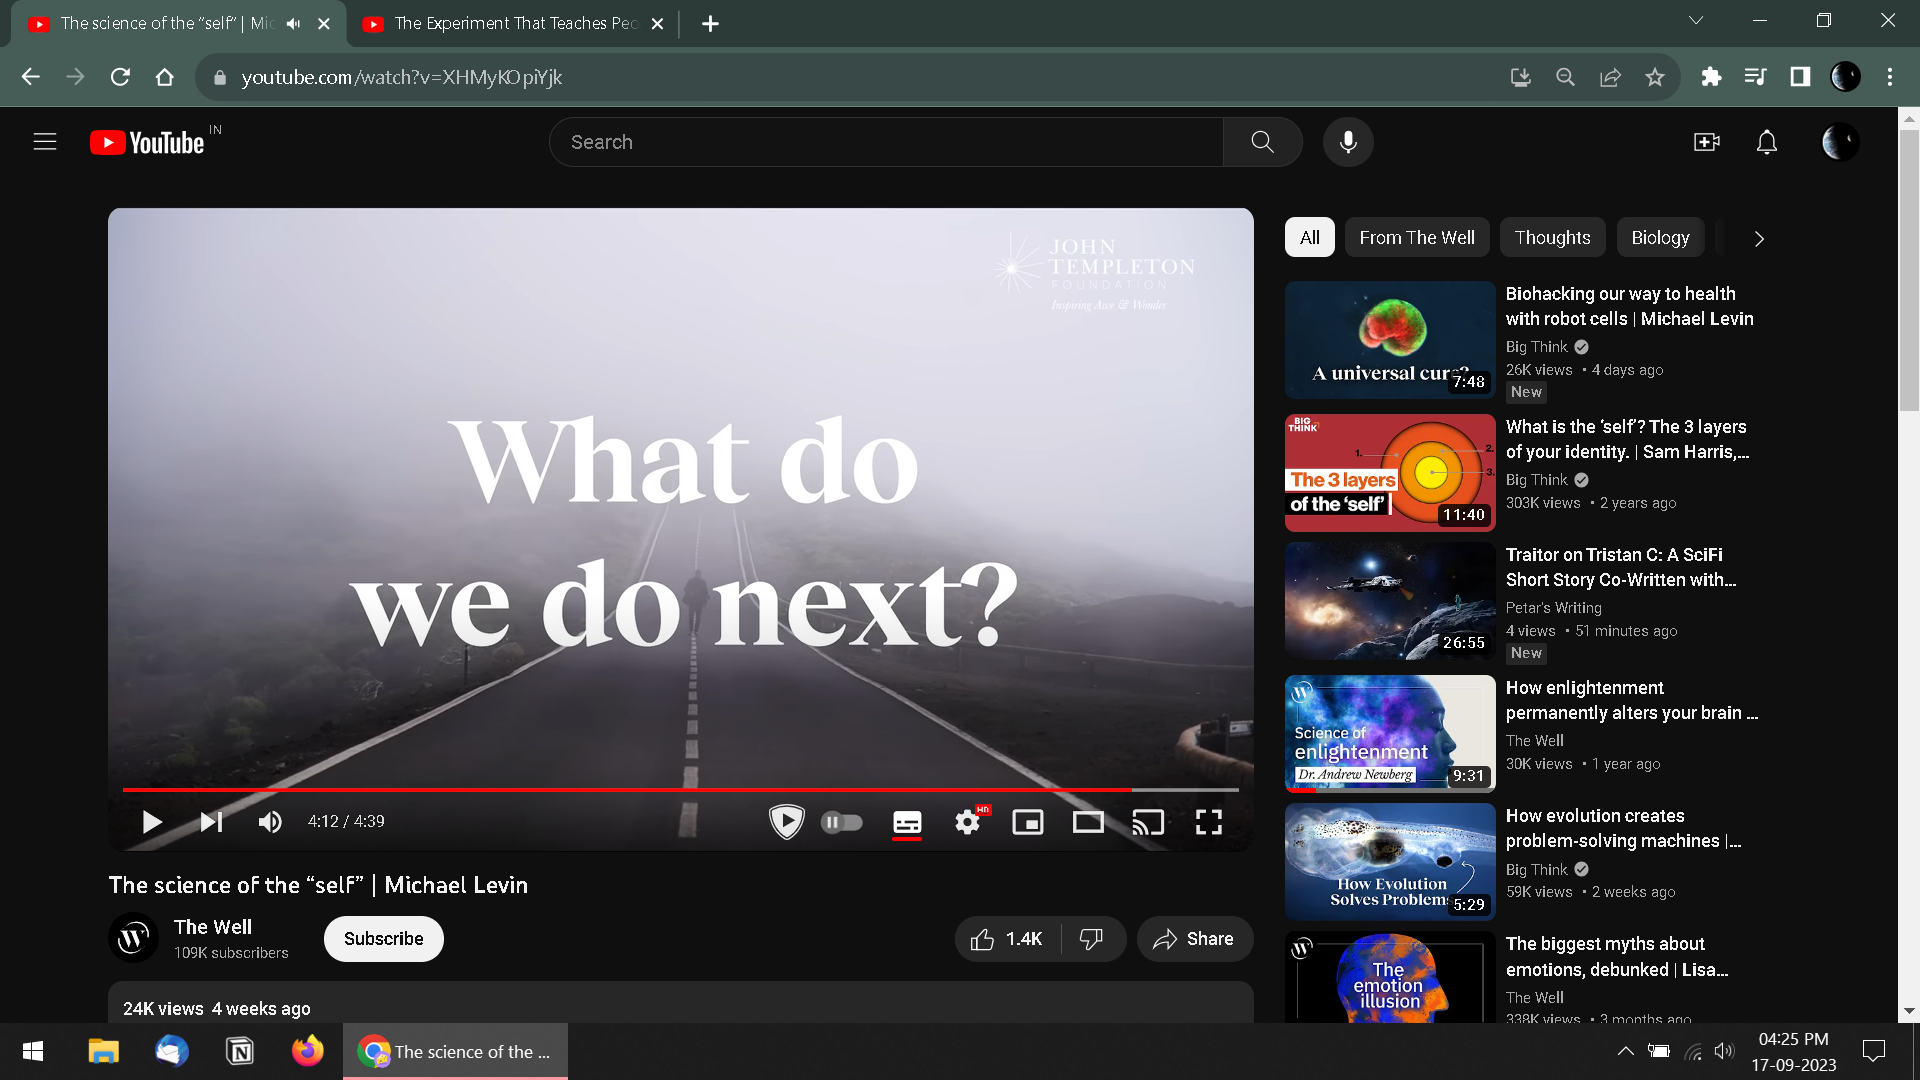 The science of the “self” | Mic
The Experiment That Teaches Peo
youtube.com/watch?v=XHMyKOpiYjk
YouTube IN
Search
JOHN
TEMPLETON
FOUNDATION
Inspiring Awe & Wonder
What do
we do next?
4:12 / 4:39
HD
The science of the “self” | Michael Levin
The Well
109K subscribers
Subscribe
1.4K
Share
24K views 4 weeks ago
All
From The Well
Thoughts
Biology
A universal cure?
7:48
Biohacking our way to health
with robot cells | Michael Levin
Big Think
26K views • 4 days ago
New
BIG
THINK
1.
2.
3.
The 3 layers
of the ‘self’
11:40
What is the ‘self’? The 3 layers
of your identity. | Sam Harris,...
Big Think
303K views • 2 years ago
26:55
Traitor on Tristan C: A SciFi
Short Story Co-Written with...
Petar's Writing
4 views • 51 minutes ago
New
W
Science of
enlightenment
Dr. Andrew Newberg
9:31
How enlightenment
permanently alters your brain ...
The Well
30K views • 1 year ago
How Evolution
Solves Problems
5:29
How evolution creates
problem-solving machines |...
Big Think
59K views • 2 weeks ago
W
The
emotion
illusion
The biggest myths about
emotions, debunked | Lisa...
The Well
338K views • 3 months ago
The science of the ...
04:25 PM
17-09-2023